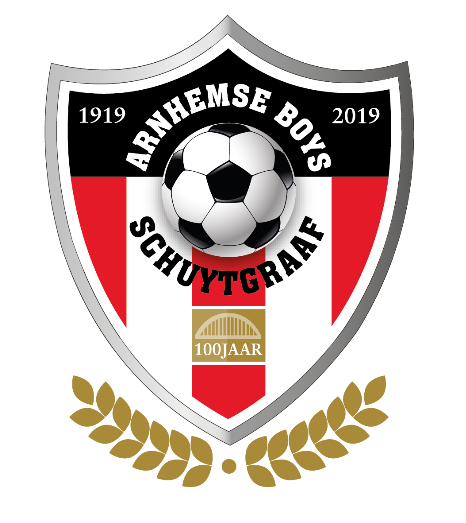 1919 2019
ARNHEMSE BOYS
SCHUYTGRAAF
100JAAR